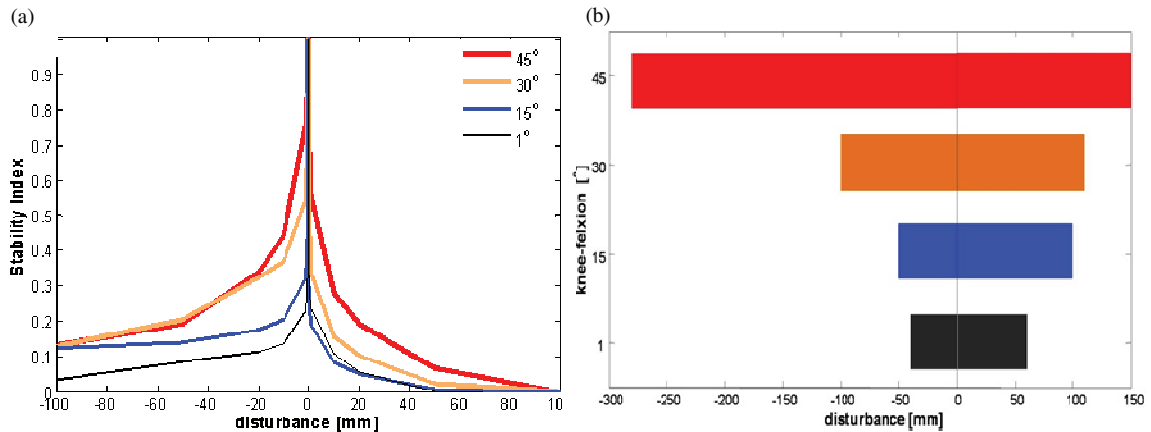 (a)
0.9
0.8
0.7
0.6
0.5
0.4
0.3
0.2
0.1
0
Stability Index
45°
30°
15°
1°
-100 -80 -60 -40 -20 0 20 40 60 80 100
disturbance [mm]
(b)
45
30
15
1
knee-felxion [°]
-300 -250 -200 -150 -100 -50 0 50 100 150
disturbance [mm]